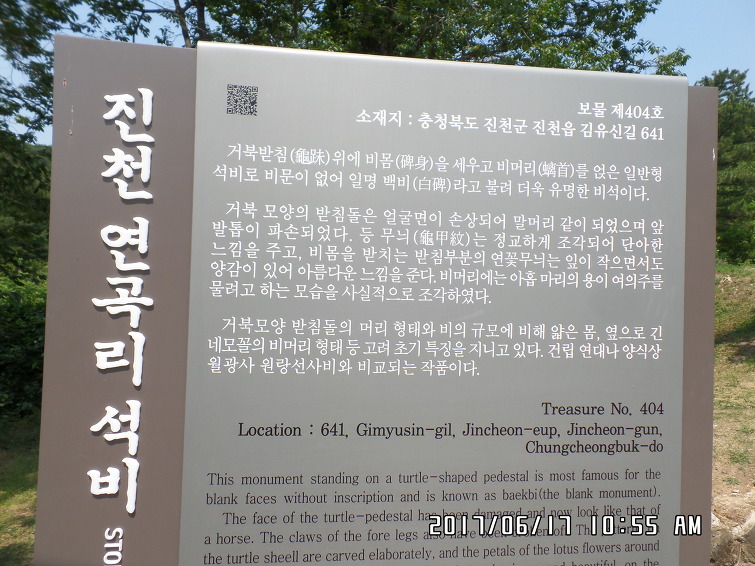 진천 연곡리 석비
STO
보물 제404호
소재지 : 충청북도 진천군 진천읍 김유신길 641
거북받침(龜趺)위에 비몸(碑身)을 세우고 비머리(螭首)를 얹은 일반형
석비로 비문이 없어 일명 백비(白碑)라고 불려 더욱 유명한 비석이다.
거북 모양의 받침돌은 얼굴면이 손상되어 말머리 같이 되었으며 앞
발톱이 파손되었다. 등 무늬(龜甲紋)는 정교하게 조각되어 단아한
느낌을 주고, 비몸을 받치는 받침부분의 연꽃무늬는 잎이 작으면서도
양감이 있어 아름다운 느낌을 준다. 비머리에는 아홉 마리의 용이 여의주를
물려고 하는 모습을 사실적으로 조각하였다.
거북모양 받침돌의 머리 형태와 비의 규모에 비해 얇은 몸, 옆으로 긴
네모꼴의 비머리 형태 등 고려 초기 특징을 지니고 있다. 건립 연대나 양식상
월광사 원랑선사비와 비교되는 작품이다.
Treasure No. 404
Location : 641, Gimyusin-gil, Jincheon-eup, Jincheon-gun,
Chungcheongbuk-do
This monument standing on a turtle-shaped pedestal is most famous for the
blank faces without inscription and is known as baekbi(the blank monument).
The face of the turtle-pedestal has been damaged and now look like that of
a horse. The claws of the fore legs also have been
the turtle sheell are carved elaborately, and the petals of the lotus flowers around
beautiful on the
2017/06/17 10:55 AM